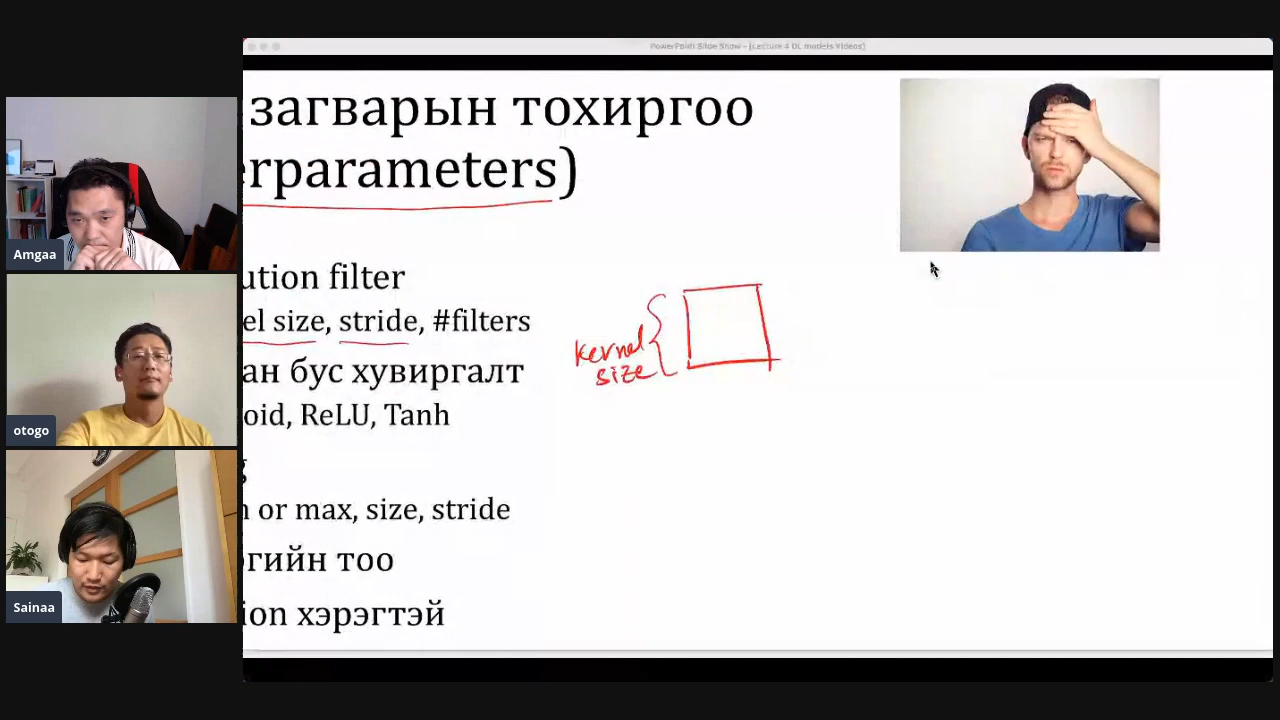 PowerPoint Slide Show - [Lecture 4 DL models Videos]
загварын тохиргоо
erparameters)
ution filter
el size, stride, #filters
ан бус хувиргалт
oid, ReLU, Tanh
g
n or max, size, stride
ргийн тоо
ion хэрэгтэй
kernel
size
Amgaa
otogo
Sainaa